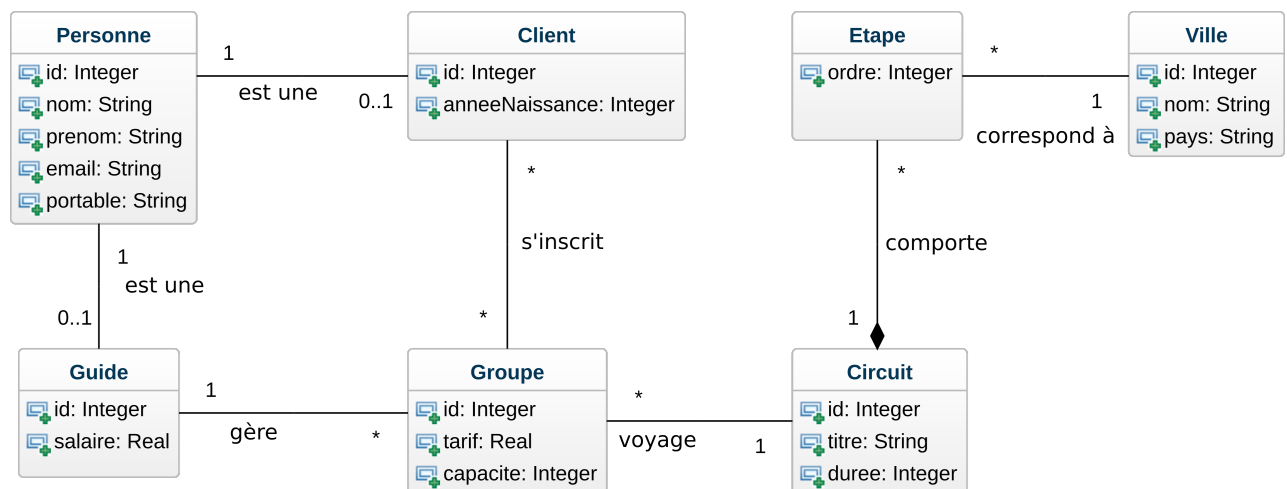 Personne
id: Integer
nom: String
prenom: String
email: String
portable: String
1
est une
0..1
Client
id: Integer
anneeNaissance: Integer
Etape
ordre: Integer
*
1
correspond à
Ville
id: Integer
nom: String
pays: String
1
est une
0..1
*
s'inscrit
*
*
comporte
1
Guide
id: Integer
salaire: Real
1
gère
*
Groupe
id: Integer
tarif: Real
capacite: Integer
*
voyage
1
Circuit
id: Integer
titre: String
duree: Integer